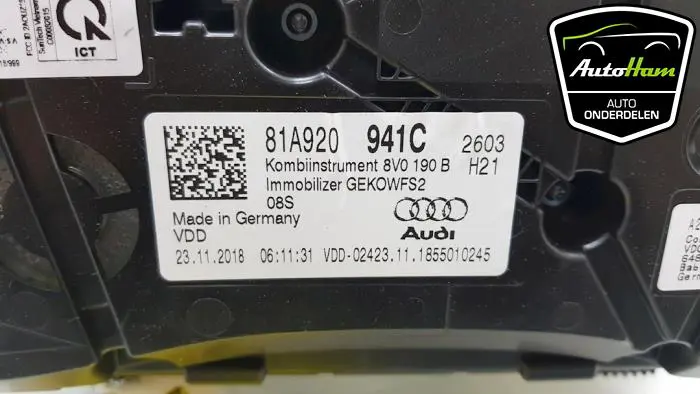 ICT
81A920 941C 2603
Kombiinstrument 8V0 190 B H21
Immobilizer GEKOWFS2
08S
Made in Germany
VDD
Audi
23.11.2018 06:11:31 VDD-02423.11.1855010245
AutoHam
AUTO
ONDERDELEN